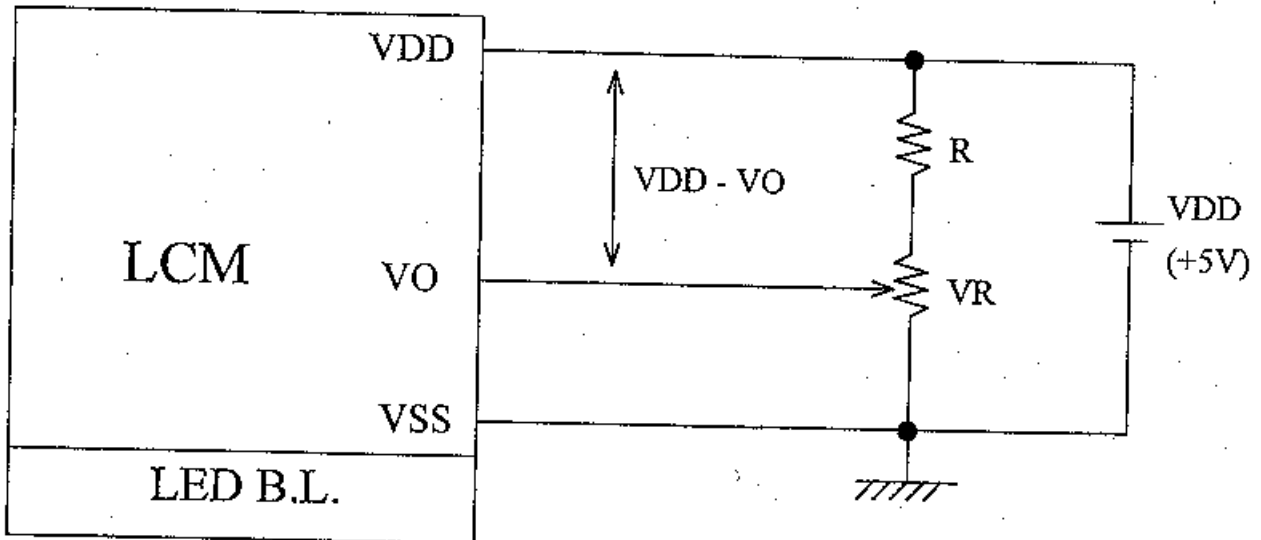 VDD
R
VDD - VO
VDD
(+5V)
LCM
VO
VR
VSS
LED B.L.